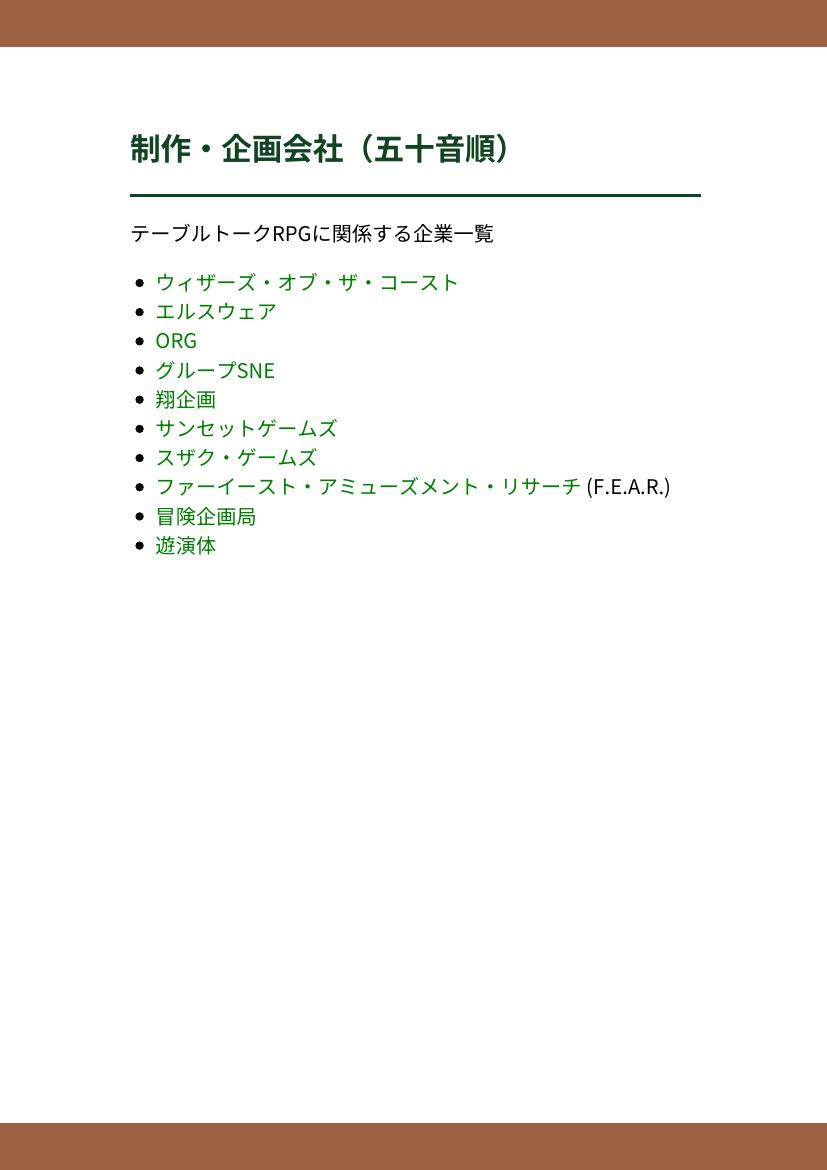 制作・企画会社（五十音順）
テーブルトークRPGに関係する企業一覧
ウィザーズ・オブ・ザ・コースト
エルスウェア
ORG
グループSNE
翔企画
サンセットゲームズ
スザク・ゲームズ
ファーイースト・アミューズメント・リサーチ (F.E.A.R.)
冒険企画局
遊演体